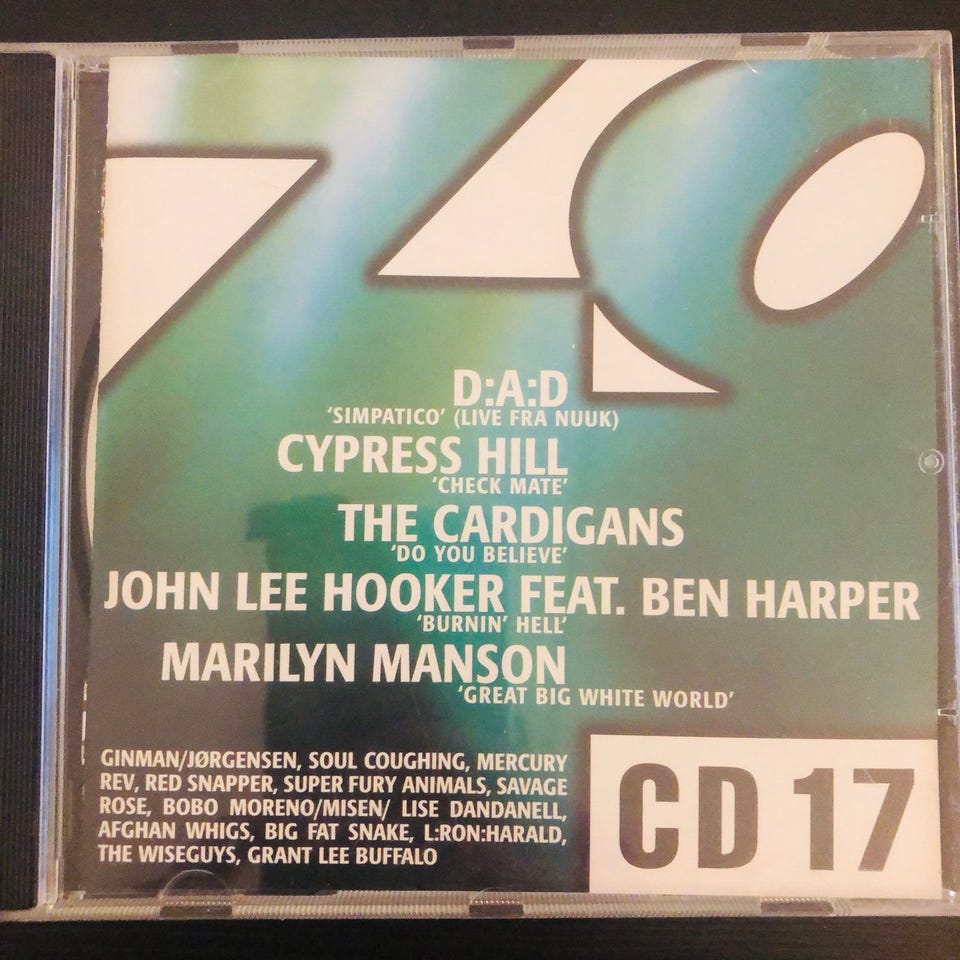 D:A:D
'SIMPATICO' (LIVE FRA NUUK)
CYPRESS HILL
'CHECK MATE'
THE CARDIGANS
'DO YOU BELIEVE'
JOHN LEE HOOKER FEAT. BEN HARPER
'BURNIN' HELL'
MARILYN MANSON
'GREAT BIG WHITE WORLD'
GINMAN/JØRGENSEN, SOUL COUGHING, MERCURY
REV, RED SNAPPER, SUPER FURY ANIMALS, SAVAGE
ROSE, BOBO MORENO/MISEN/ LISE DANDANELL,
AFGHAN WHIGS, BIG FAT SNAKE, L:RON:HARALD,
THE WISEGUYS, GRANT LEE BUFFALO
CD 17